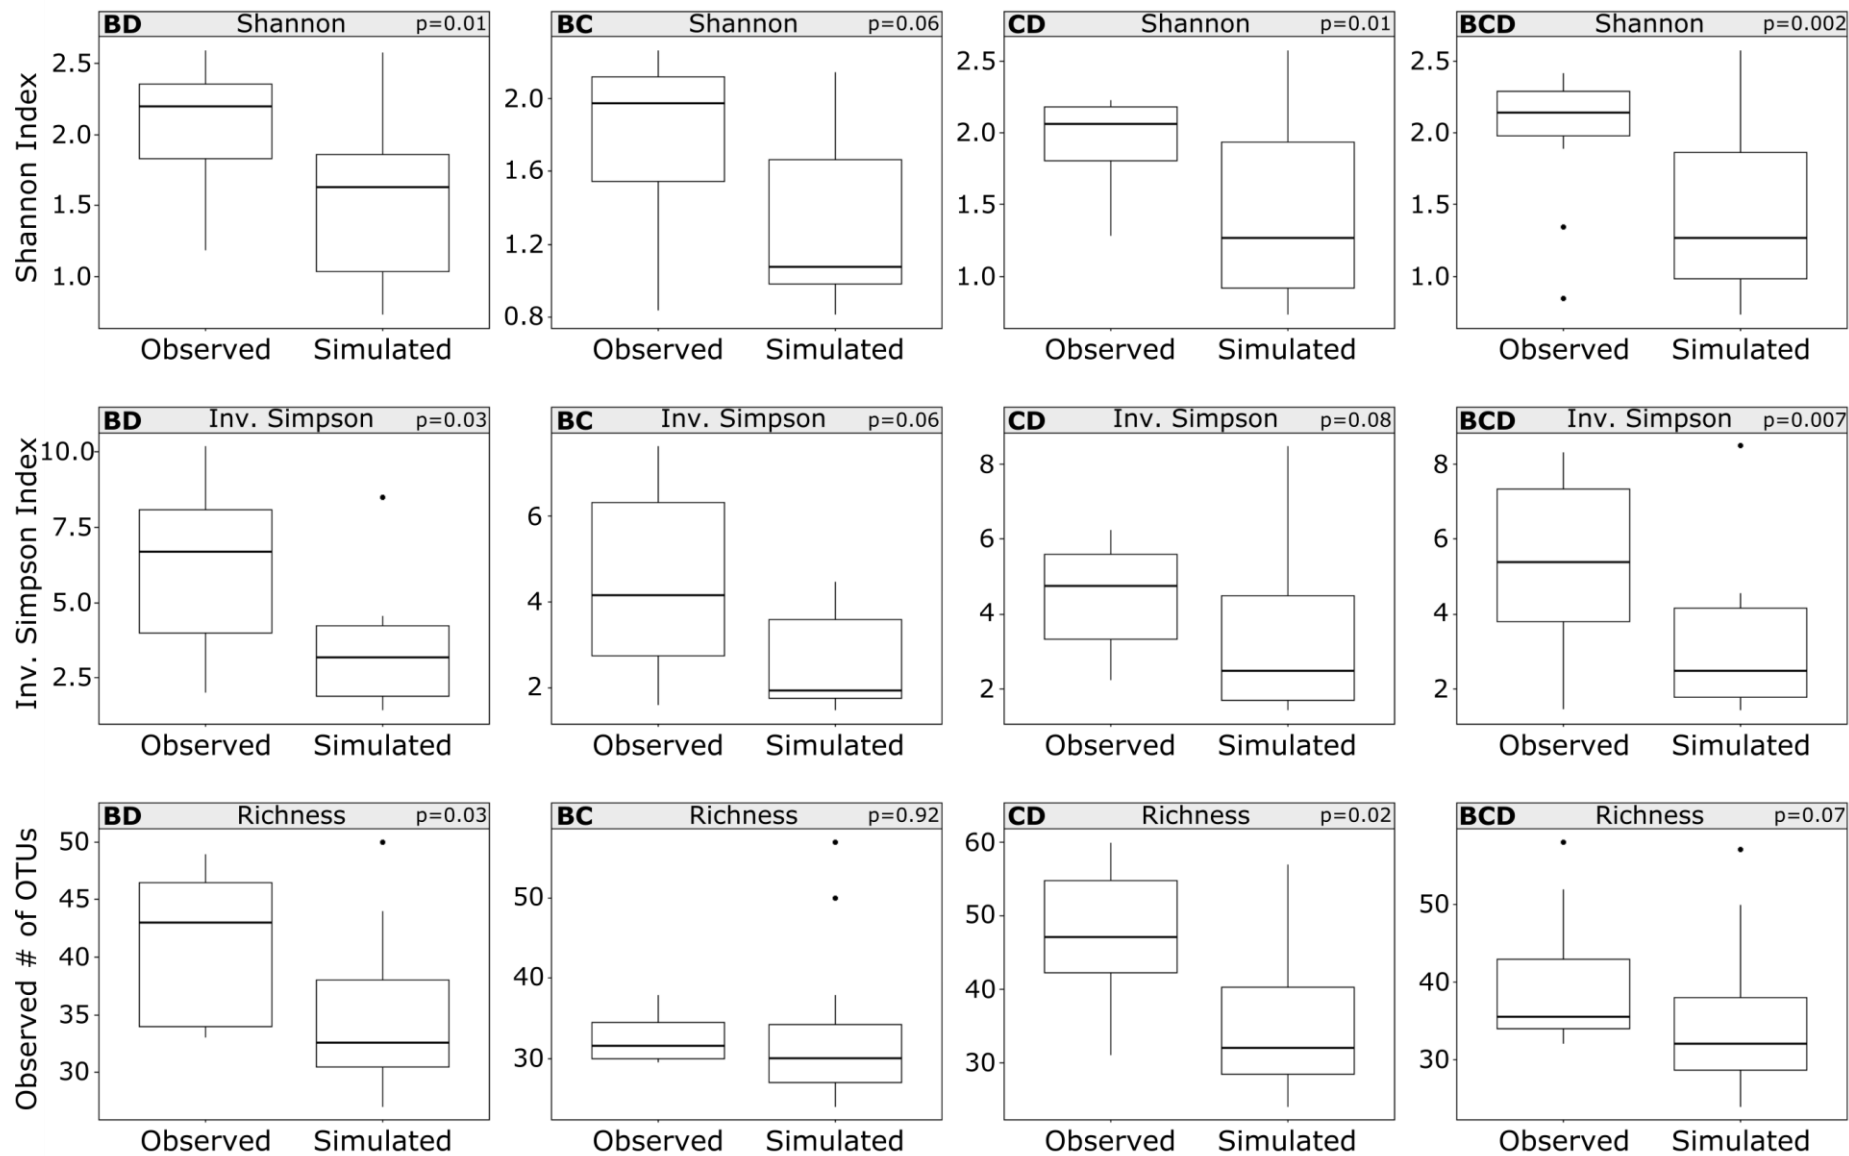 BD Shannon p=0.01
BC Shannon p=0.06
CD Shannon p=0.01
BCD Shannon p=0.002
Shannon Index
2.5
2.0
1.5
1.0
2.0
1.6
1.2
0.8
2.5
2.0
1.5
1.0
2.5
2.0
1.5
1.0
Observed Simulated
Observed Simulated
Observed Simulated
Observed Simulated
BD Inv. Simpson p=0.03
BC Inv. Simpson p=0.06
CD Inv. Simpson p=0.08
BCD Inv. Simpson p=0.007
Inv. Simpson Index
10.0
7.5
5.0
2.5
6
4
2
8
6
4
2
8
6
4
2
Observed Simulated
Observed Simulated
Observed Simulated
Observed Simulated
BD Richness p=0.03
BC Richness p=0.92
CD Richness p=0.02
BCD Richness p=0.07
Observed # of OTUs
50
45
40
35
30
50
40
30
60
50
40
30
50
40
30
Observed Simulated
Observed Simulated
Observed Simulated
Observed Simulated